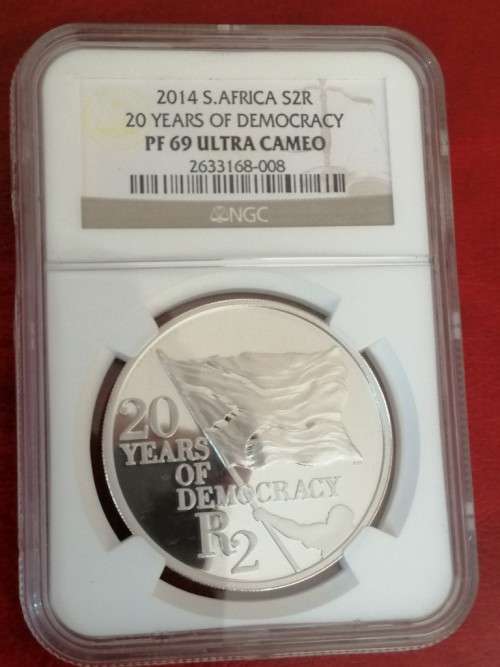 2014 S.AFRICA S2R
20 YEARS OF DEMOCRACY
PF 69 ULTRA CAMEO
2633168-008
NGC
20
YEARS
OF
DEMOCRACY
R2